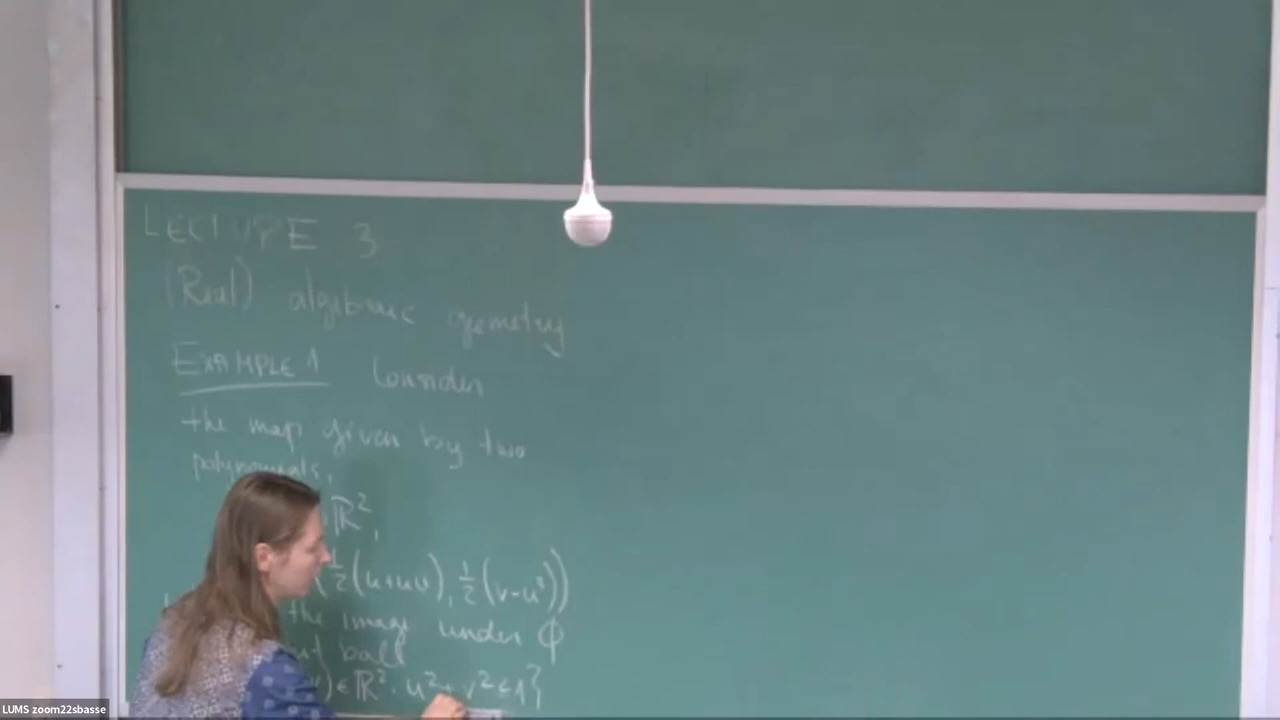 LECTURE 3
(Real) algebraic geometry
EXAMPLE 1 Consider
the map given by two
polynomials,
ℝ²,
(½(u+uv), ½(v-u³))
the image under ϕ
ball
) ∈ ℝ² : u² + v² ≤ 1}
LUMS zoom22sbasse